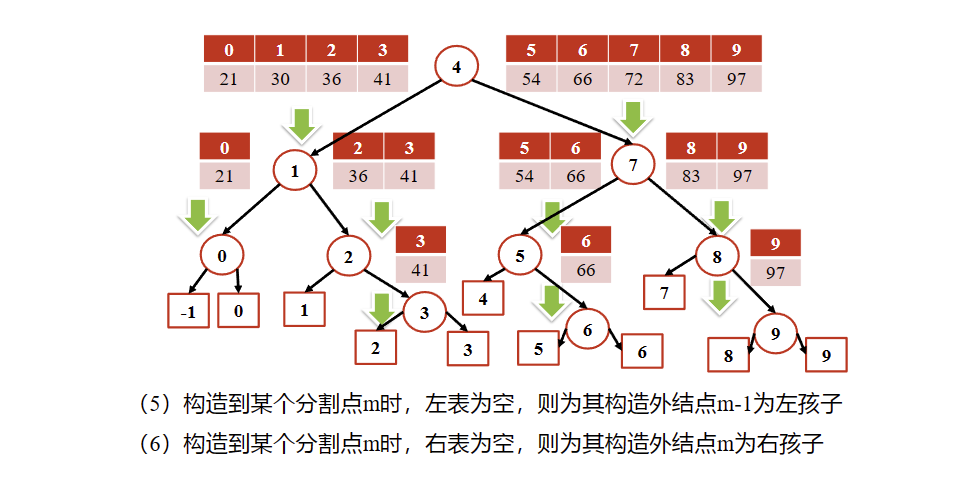 0 1 2 3 5 6 7 8 9
4
21 30 36 41 54 66 72 83 97
0 2 3 5 6 8 9
1 7
21 36 41 54 66 83 97
3 6 9
0 2 5 8
41 66 97
-1 0 1 4 7
3 6 9
2 3 5 6 8 9
（5）构造到某个分割点m时，左表为空，则为其构造外结点m-1为左孩子
（6）构造到某个分割点m时，右表为空，则为其构造外结点m为右孩子